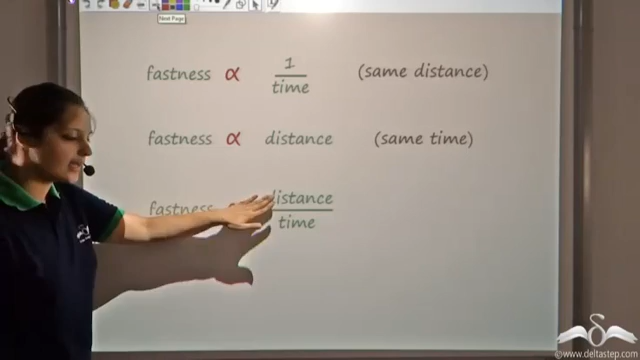 Next Page
fastness ∝ 1/time (same distance)
fastness ∝ distance (same time)
fastness distance/time
©www.deltastep.com